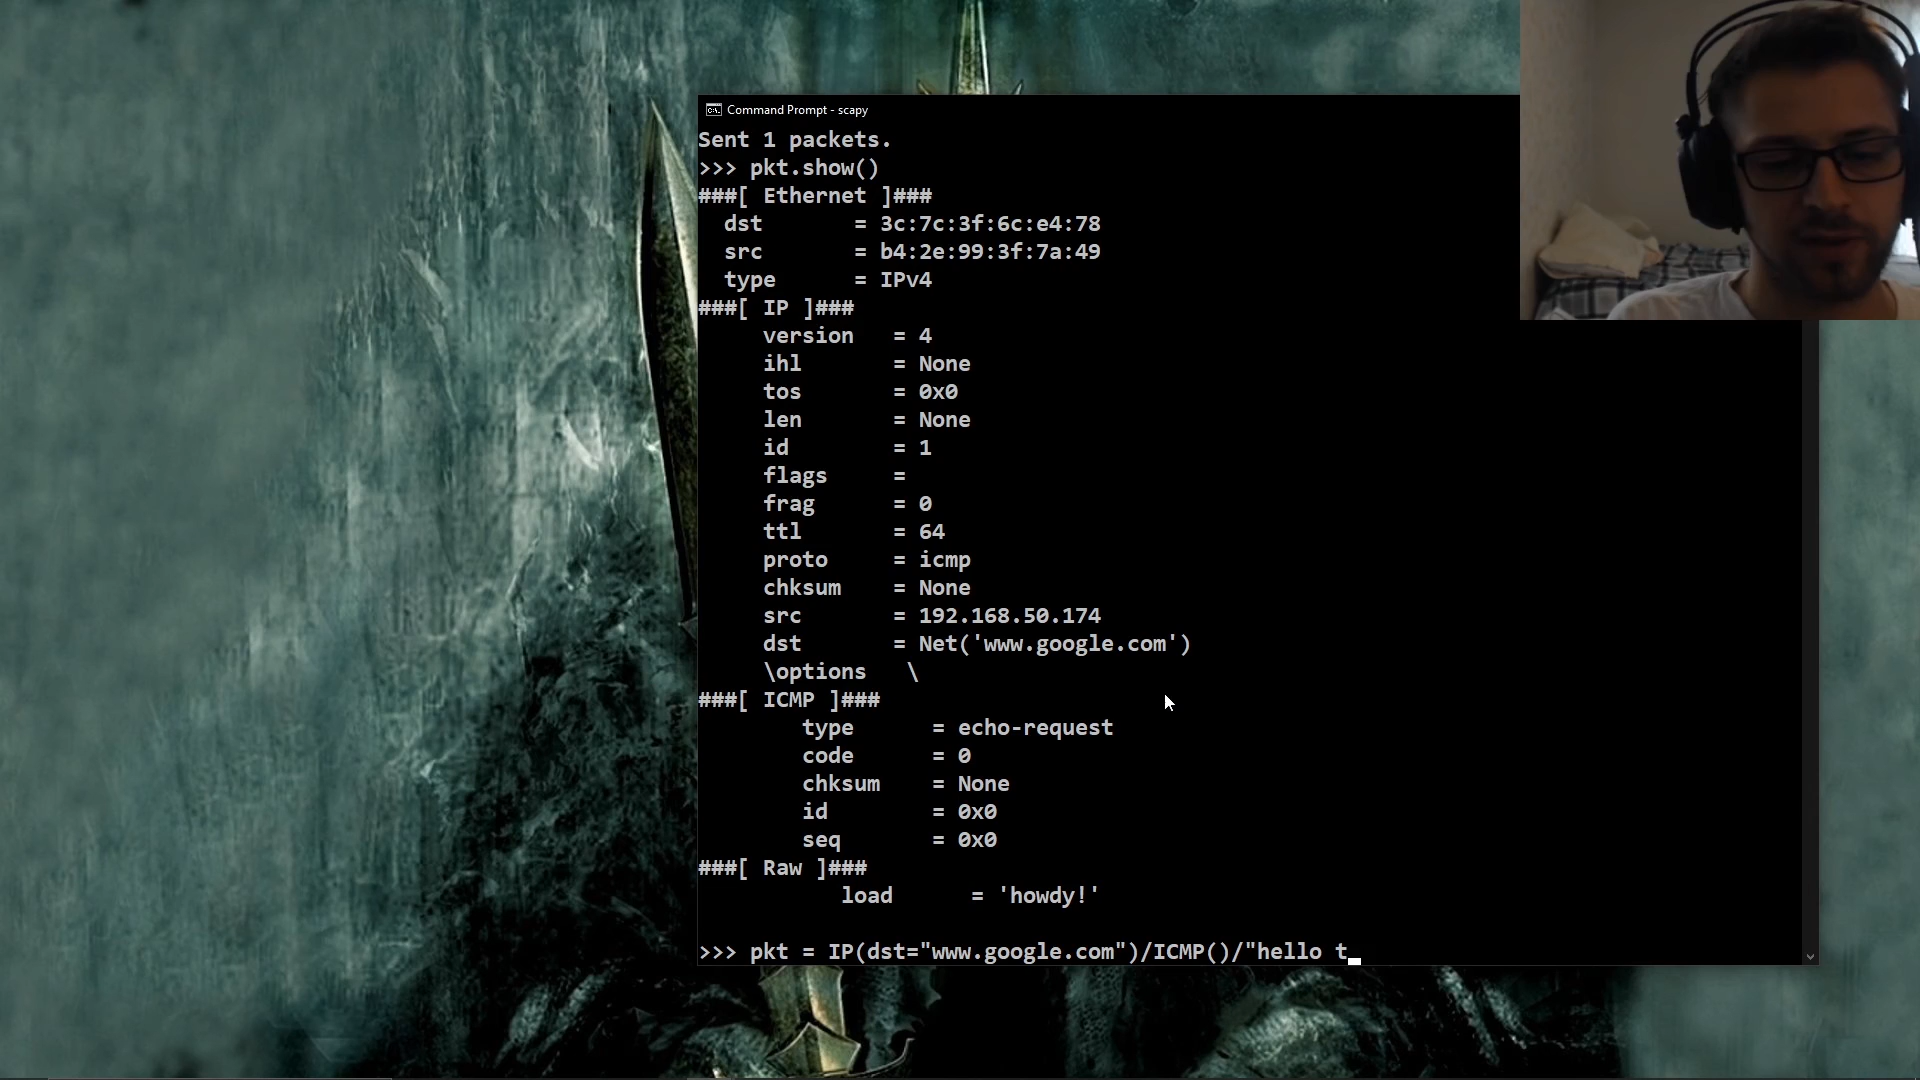 Command Prompt - scapy
Sent 1 packets.
>>> pkt.show()
###[ Ethernet ]###
  dst       = 3c:7c:3f:6c:e4:78
  src       = b4:2e:99:3f:7a:49
  type      = IPv4
###[ IP ]###
     version   = 4
     ihl       = None
     tos       = 0x0
     len       = None
     id        = 1
     flags     =
     frag      = 0
     ttl       = 64
     proto     = icmp
     chksum    = None
     src       = 192.168.50.174
     dst       = Net('www.google.com')
     \options   \
###[ ICMP ]###
        type      = echo-request
        code      = 0
        chksum    = None
        id        = 0x0
        seq       = 0x0
###[ Raw ]###
           load      = 'howdy!'
>>> pkt = IP(dst="www.google.com")/ICMP()/"hello t